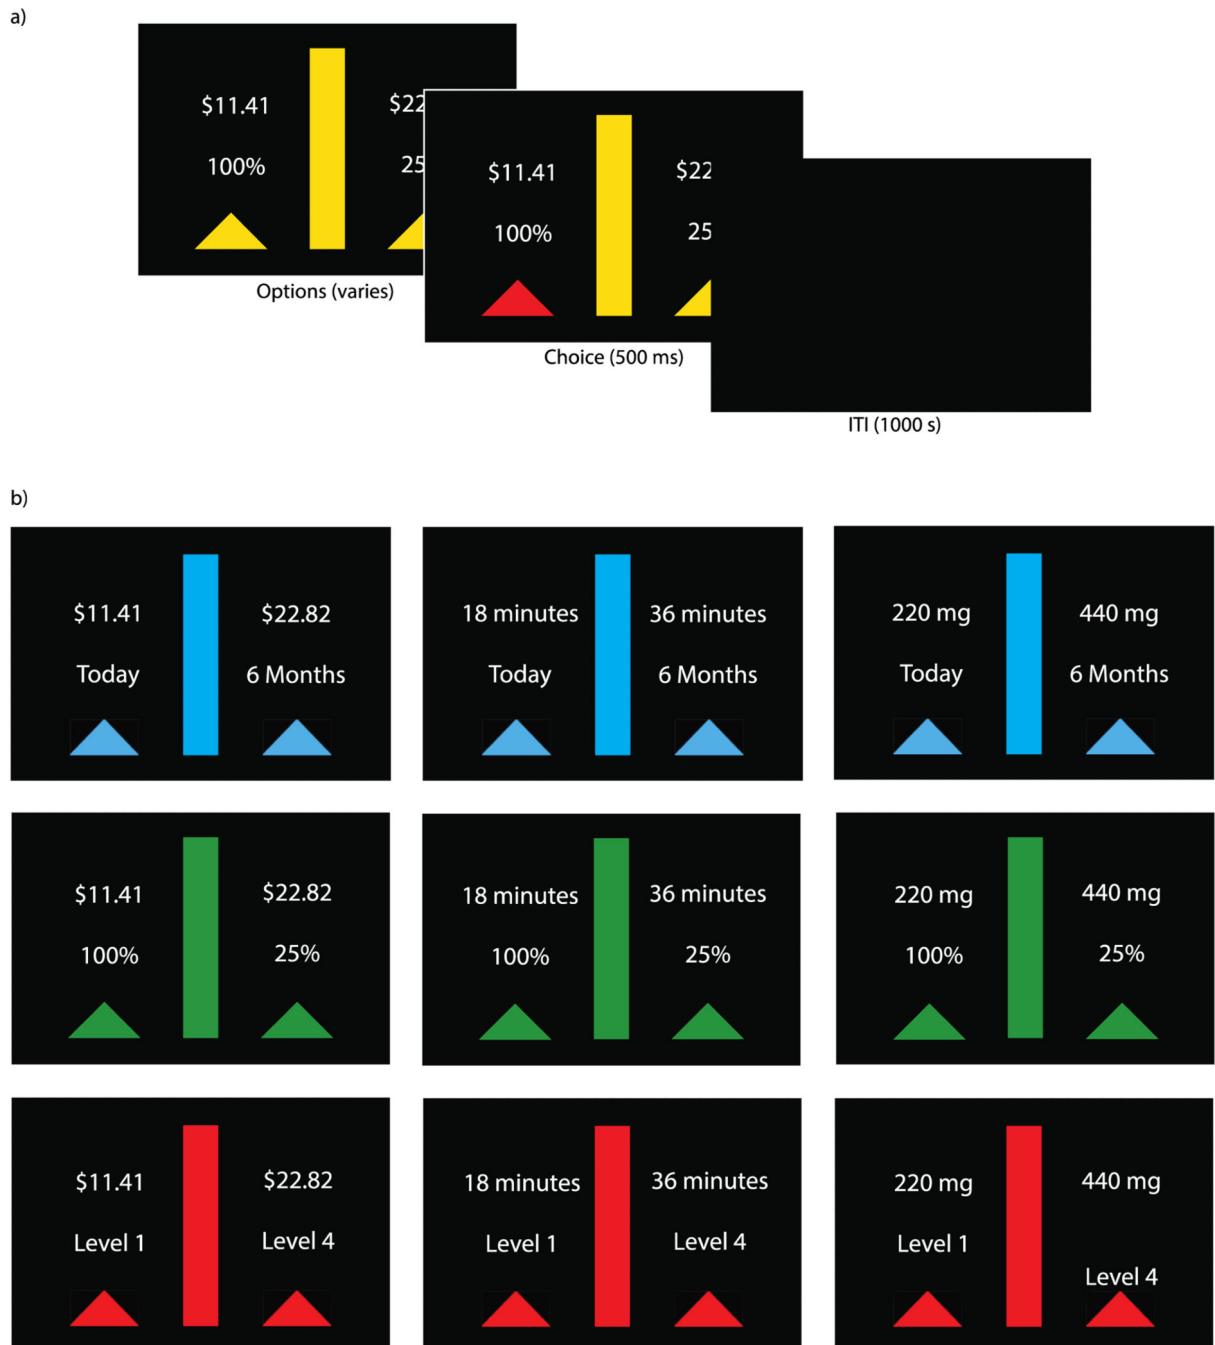 a)
$11.41 $22
100% 25
Options (varies)
$11.41 $22
100% 25
Choice (500 ms)
ITI (1000 s)
b)
$11.41 $22.82
Today 6 Months
18 minutes 36 minutes
Today 6 Months
220 mg 440 mg
Today 6 Months
$11.41 $22.82
100% 25%
18 minutes 36 minutes
100% 25%
220 mg 440 mg
100% 25%
$11.41 $22.82
Level 1 Level 4
18 minutes 36 minutes
Level 1 Level 4
220 mg 440 mg
Level 1
Level 4